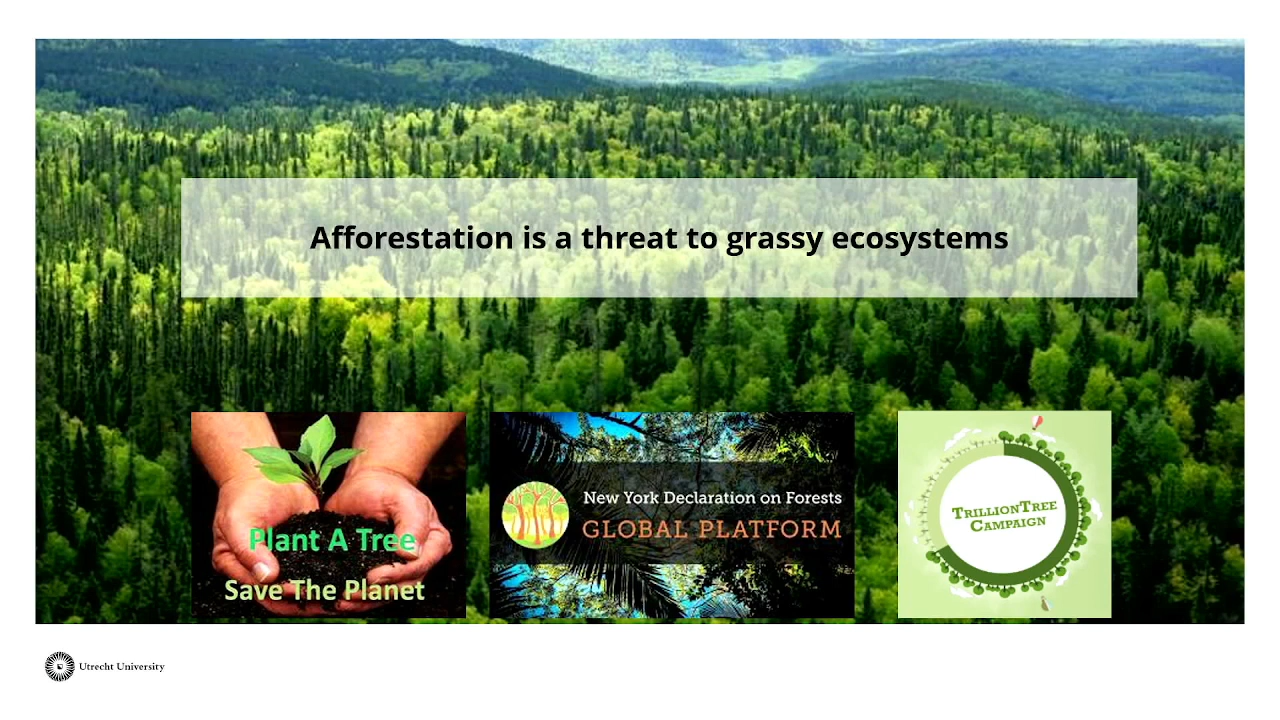 Afforestation is a threat to grassy ecosystems
Plant A Tree
Save The Planet
New York Declaration on Forests
GLOBAL PLATFORM
TRILLIONTREE
CAMPAIGN
Utrecht University